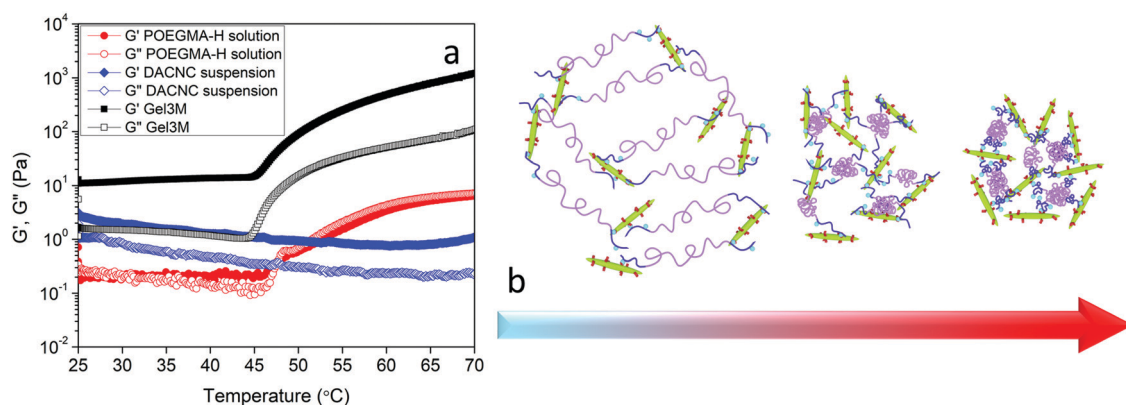 a
G' POEGMA-H solution
G" POEGMA-H solution
G' DACNC suspension
G" DACNC suspension
G' Gel3M
G" Gel3M
10⁴
10³
10²
10¹
10⁰
10⁻¹
10⁻²
G', G" (Pa)
25 30 35 40 45 50 55 60 65 70
Temperature (°C)
b